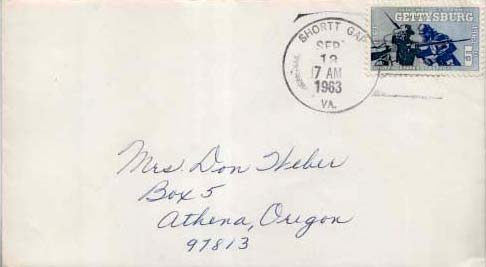 SHORTT GAP
SEP
18
7 AM
1963
VA.
GETTYSBURG
5¢
Mrs. Don Weber
Box 5
Athena, Oregon
97813